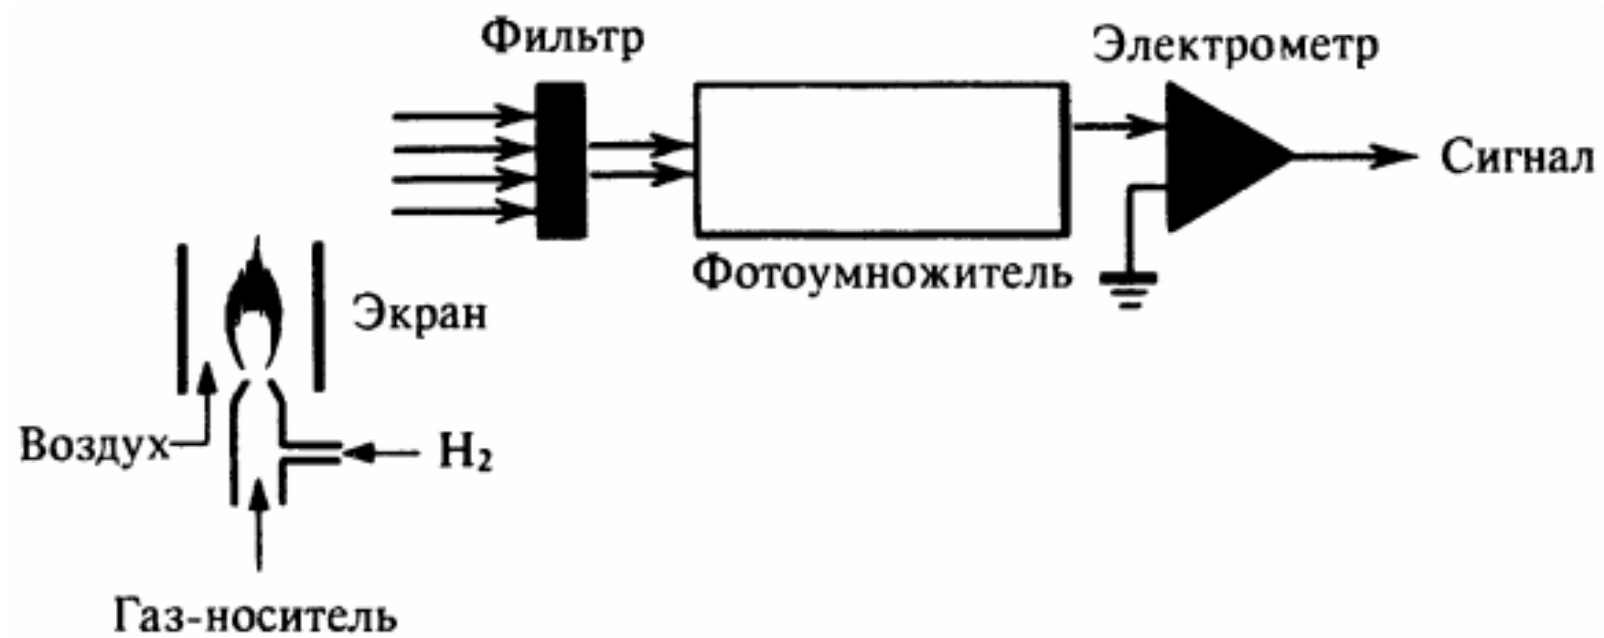 Фильтр
Электрометр
Сигнал
Фотоумножитель
Экран
Воздух
H₂
Газ-носитель